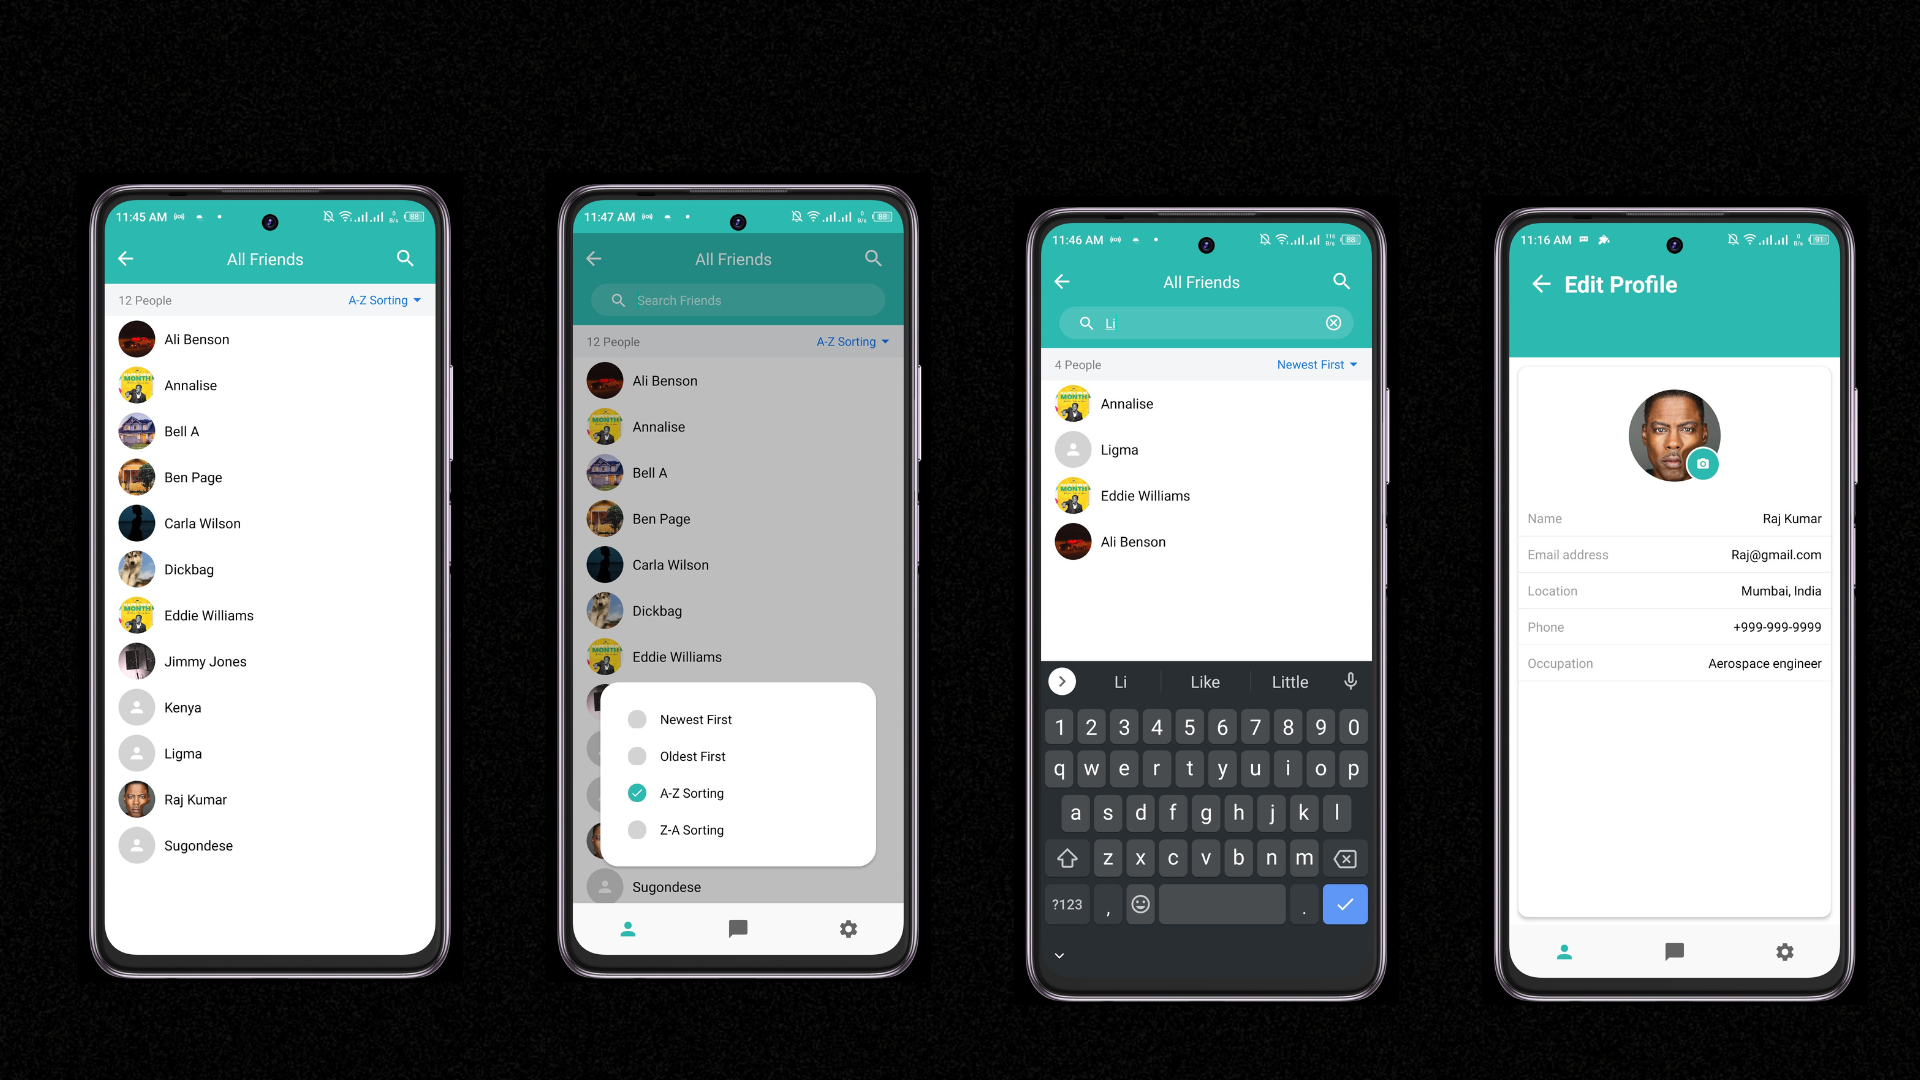 11:45 AM
88
All Friends
12 People
A-Z Sorting
Ali Benson
Annalise
Bell A
Ben Page
Carla Wilson
Dickbag
Eddie Williams
Jimmy Jones
Kenya
Ligma
Raj Kumar
Sugondese
11:47 AM
88
All Friends
Search Friends
12 People
A-Z Sorting
Ali Benson
Annalise
Bell A
Ben Page
Carla Wilson
Dickbag
Eddie Williams
Newest First
Oldest First
A-Z Sorting
Z-A Sorting
Sugondese
11:46 AM
88
All Friends
Li
4 People
Newest First
Annalise
Ligma
Eddie Williams
Ali Benson
Li Like Little
1 2 3 4 5 6 7 8 9 0
q w e r t y u i o p
a s d f g h j k l
z x c v b n m
?123 , .
11:16 AM
91
Edit Profile
Name Raj Kumar
Email address Raj@gmail.com
Location Mumbai, India
Phone +999-999-9999
Occupation Aerospace engineer